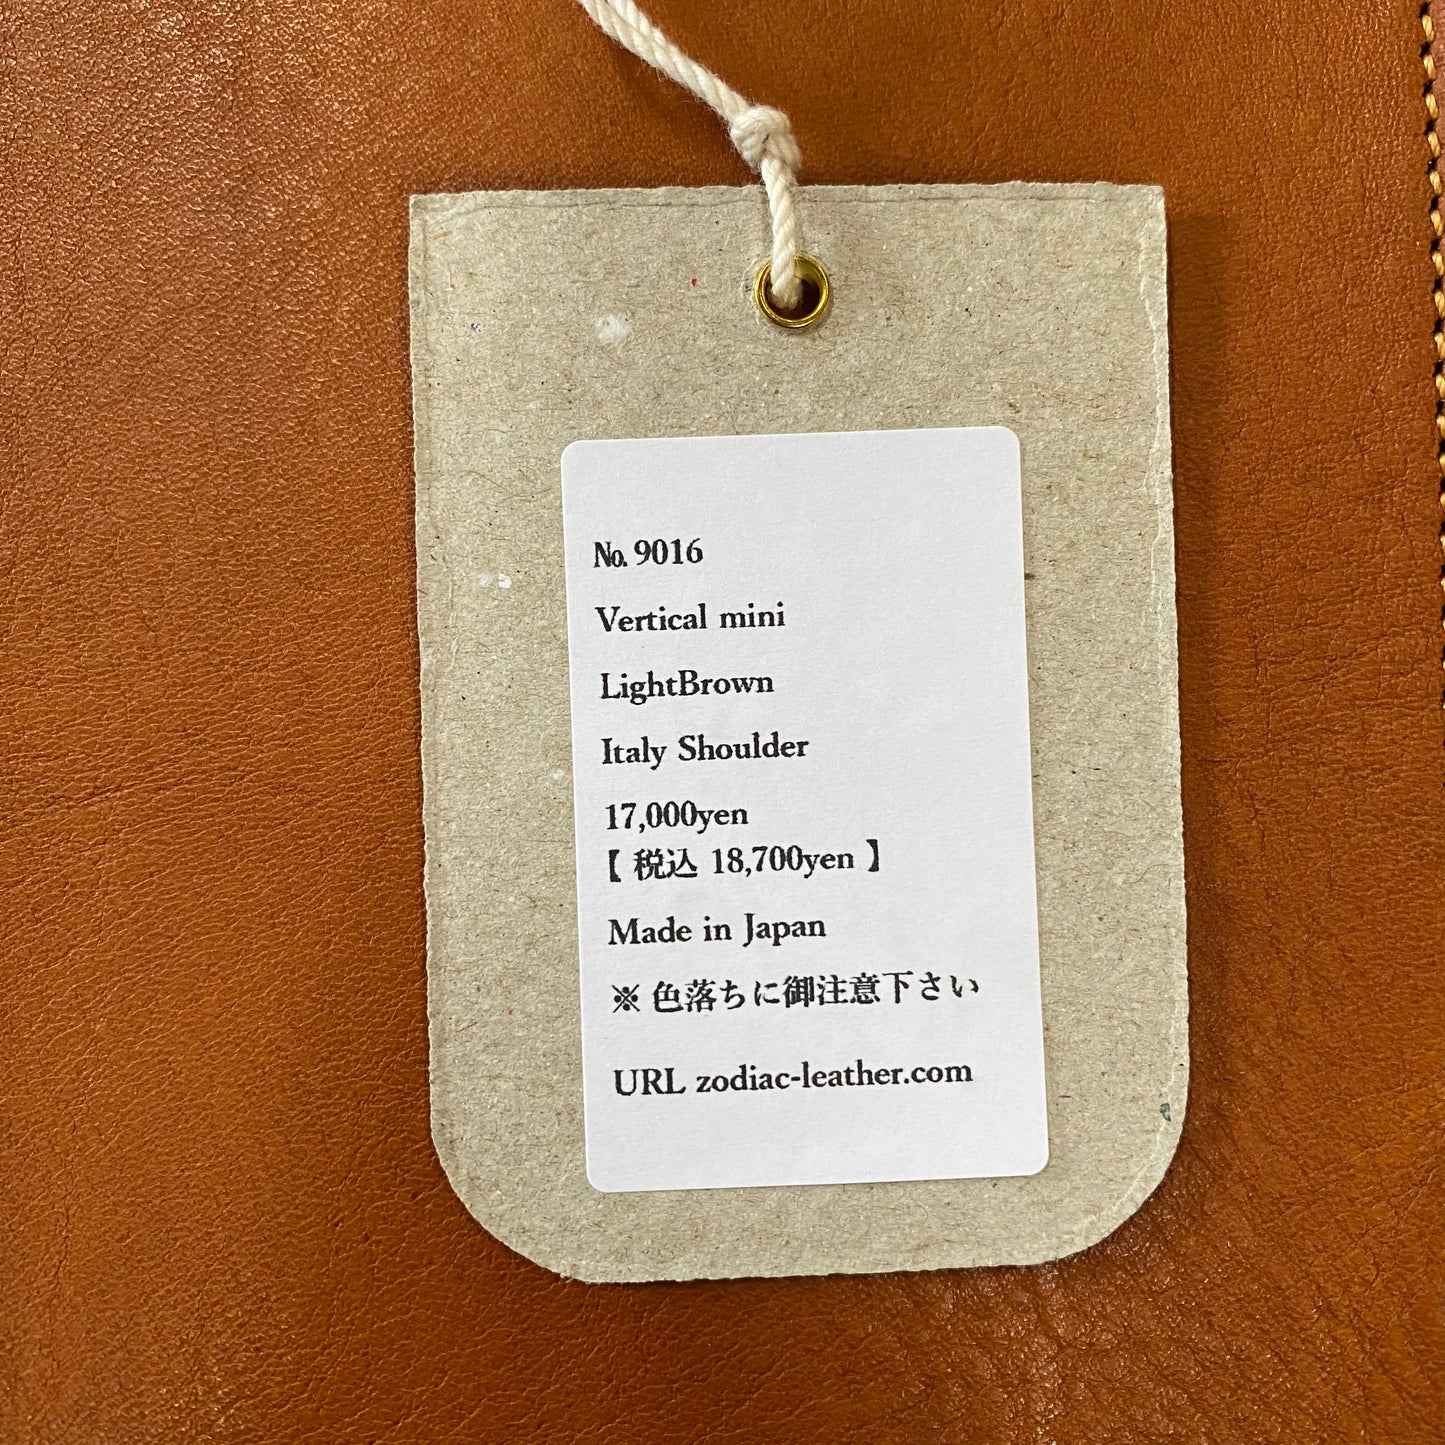 № 9016
Vertical mini
LightBrown
Italy Shoulder
17,000yen
【 税込 18,700yen 】
Made in Japan
※ 色落ちに御注意下さい
URL zodiac-leather.com